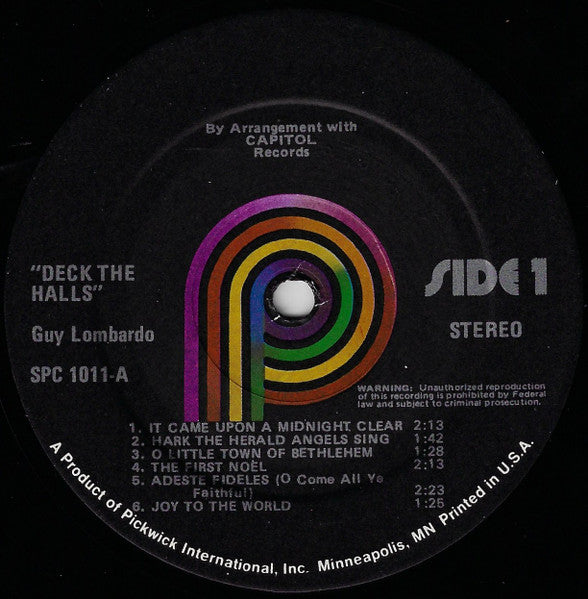 By Arrangement with
CAPITOL
Records
"DECK THE
HALLS"
Guy Lombardo
SPC 1011-A
SIDE 1
STEREO
WARNING: Unauthorized reproduction
of this recording is prohibited by Federal
law and subject to criminal prosecution.
1. IT CAME UPON A MIDNIGHT CLEAR 2:13
2. HARK THE HERALD ANGELS SING 1:42
3. O LITTLE TOWN OF BETHLEHEM 1:28
4. THE FIRST NOËL 2:13
5. ADESTE FIDELES (O Come All Ye
Faithful) 2:23
6. JOY TO THE WORLD 1:25
A Product of Pickwick International, Inc. Minneapolis, MN Printed in U.S.A.